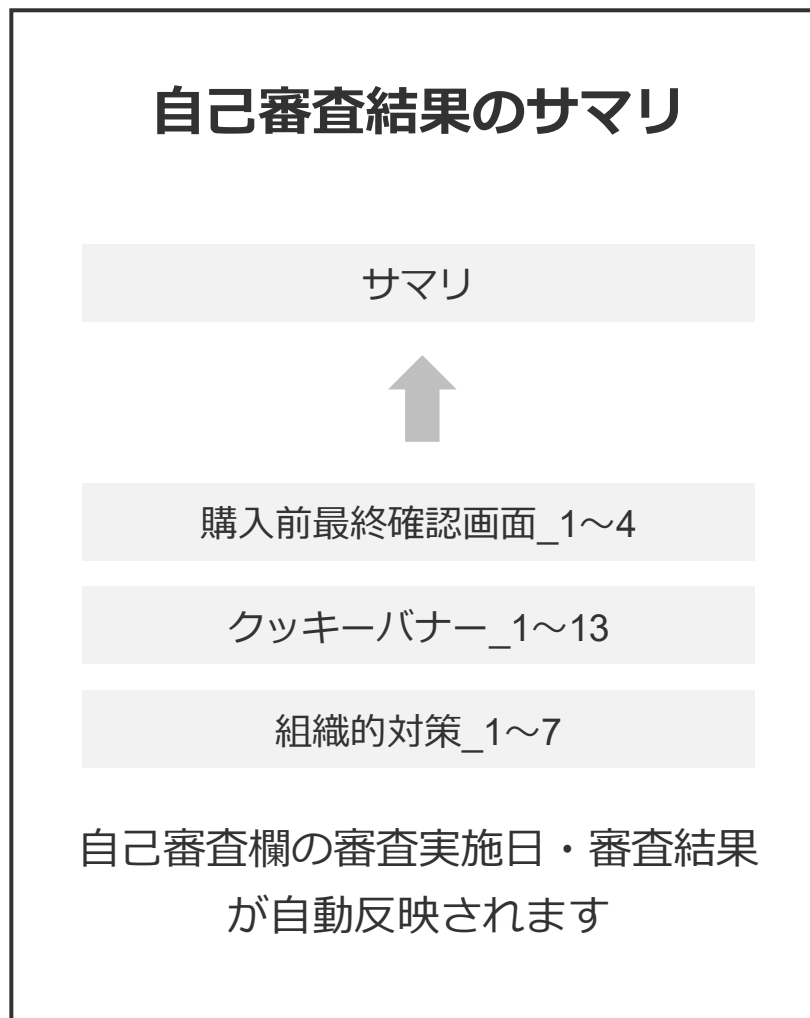 自己審査結果のサマリ
サマリ
購入前最終確認画面_1～4
クッキーバナー_1～13
組織的対策_1～7
自己審査欄の審査実施日・審査結果
が自動反映されます